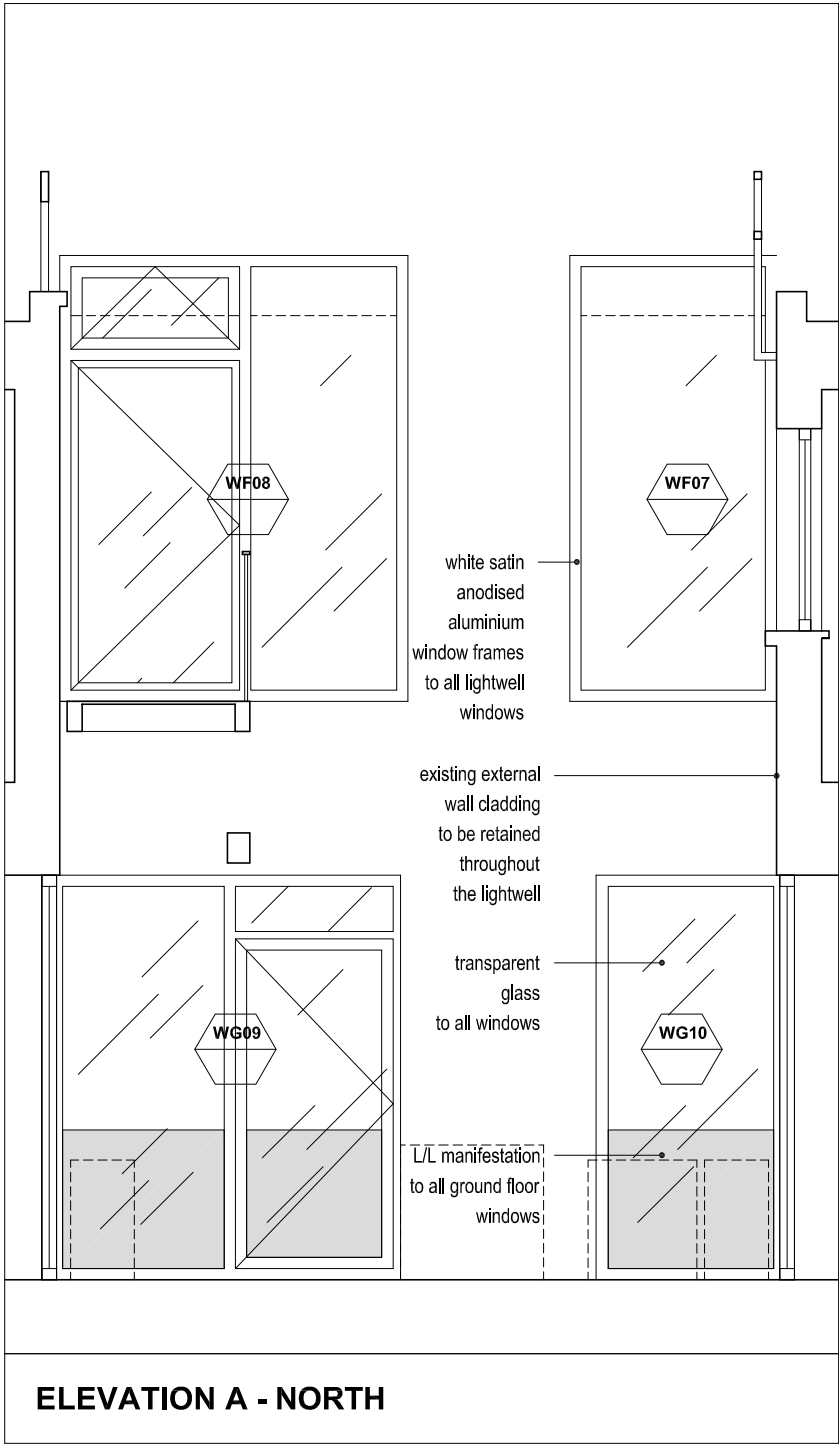 WF08
WF07
white satin
anodised
aluminium
window frames
to all lightwell
windows
existing external
wall cladding
to be retained
throughout
the lightwell
transparent
glass
to all windows
WG09
WG10
L/L manifestation
to all ground floor
windows
ELEVATION A - NORTH